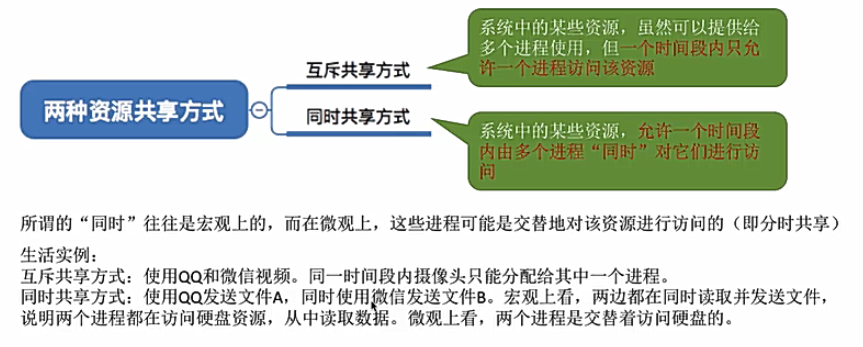 系统中的某些资源，虽然可以提供给
多个进程使用，但一个时间段内只允
许一个进程访问该资源
互斥共享方式
两种资源共享方式
同时共享方式
系统中的某些资源，允许一个时间段
内由多个进程“同时”对它们进行访
问
所谓的“同时”往往是宏观上的，而在微观上，这些进程可能是交替地对该资源进行访问的（即分时共享）
生活实例：
互斥共享方式：使用QQ和微信视频。同一时间段内摄像头只能分配给其中一个进程。
同时共享方式：使用QQ发送文件A，同时使用微信发送文件B。宏观上看，两边都在同时读取并发送文件，
说明两个进程都在访问硬盘资源，从中读取数据。微观上看，两个进程是交替着访问硬盘的。